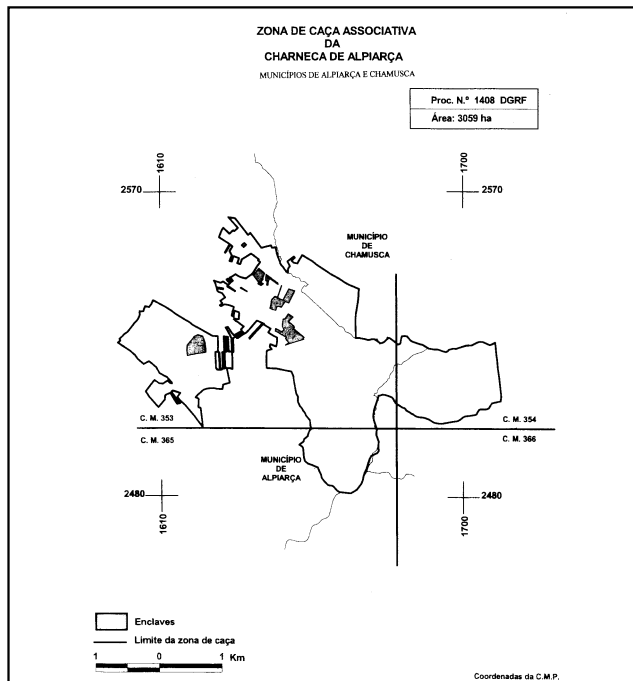 ZONA DE CAÇA ASSOCIATIVA
DA
CHARNECA DE ALPIARÇA
MUNICÍPIOS DE ALPIARÇA E CHAMUSCA
Proc. N.º 1408 DGRF
Área: 3059 ha
1610
1700
2570
2570
MUNICÍPIO
DE
CHAMUSCA
C. M. 353
C. M. 354
C. M. 365
C. M. 366
MUNICÍPIO
DE
ALPIARÇA
2480
2480
1610
1700
Enclaves
Limite da zona de caça
1 0 1 Km
Coordenadas da C.M.P.